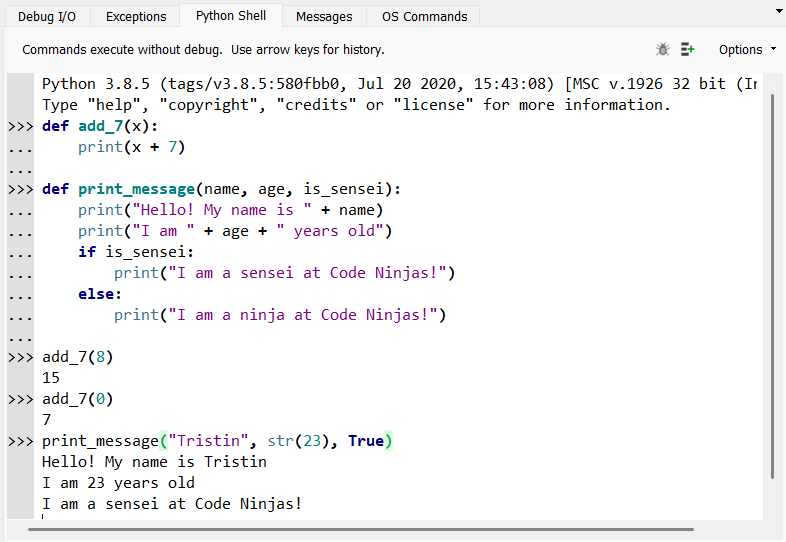 Debug I/O Exceptions Python Shell Messages OS Commands
Commands execute without debug. Use arrow keys for history. Options
Python 3.8.5 (tags/v3.8.5:580fbb0, Jul 20 2020, 15:43:08) [MSC v.1926 32 bit (In
Type "help", "copyright", "credits" or "license" for more information.
>>> def add_7(x):
...     print(x + 7)
...
>>> def print_message(name, age, is_sensei):
...     print("Hello! My name is " + name)
...     print("I am " + age + " years old")
...     if is_sensei:
...         print("I am a sensei at Code Ninjas!")
...     else:
...         print("I am a ninja at Code Ninjas!")
...
>>> add_7(8)
15
>>> add_7(0)
7
>>> print_message("Tristin", str(23), True)
Hello! My name is Tristin
I am 23 years old
I am a sensei at Code Ninjas!